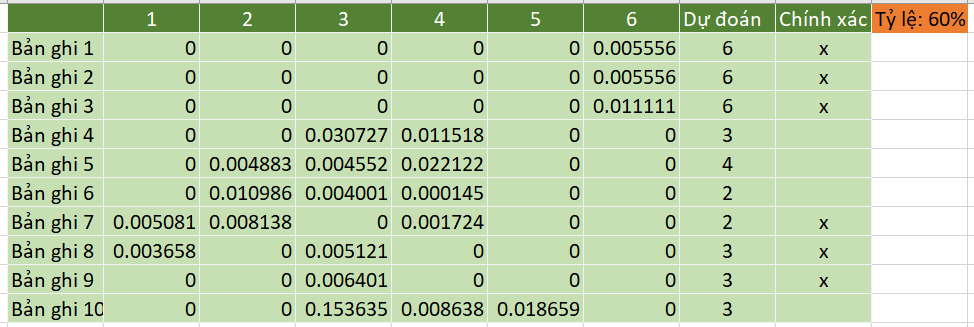 1 2 3 4 5 6 Dự đoán Chính xác Tỷ lệ: 60%
Bản ghi 1 0 0 0 0 0 0.005556 6 x
Bản ghi 2 0 0 0 0 0 0.005556 6 x
Bản ghi 3 0 0 0 0 0 0.011111 6 x
Bản ghi 4 0 0 0.030727 0.011518 0 0 3
Bản ghi 5 0 0.004883 0.004552 0.022122 0 0 4
Bản ghi 6 0 0.010986 0.004001 0.000145 0 0 2
Bản ghi 7 0.005081 0.008138 0 0.001724 0 0 2 x
Bản ghi 8 0.003658 0 0.005121 0 0 0 3 x
Bản ghi 9 0 0 0.006401 0 0 0 3 x
Bản ghi 10 0 0 0.153635 0.008638 0.018659 0 3